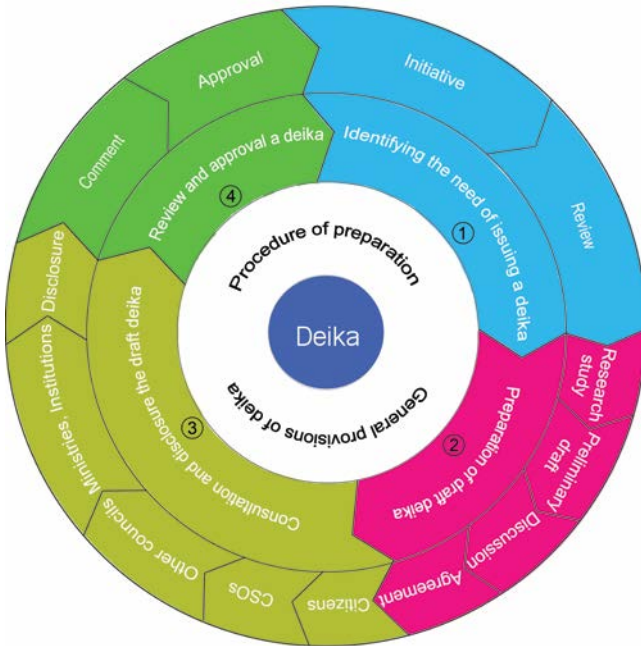 Deika
Procedure of preparation
General provisions of deika
1
Identifying the need of issuing a deika
Initiative
Review
2
Preparation of draft deika
Research
study
Preliminary
draft
Discussion
Agreement
3
Consultation and disclosure the draft deika
Citizens
CSOs
Other councils
Ministries, Institutions
Disclosure
4
Review and approval a deika
Comment
Approval